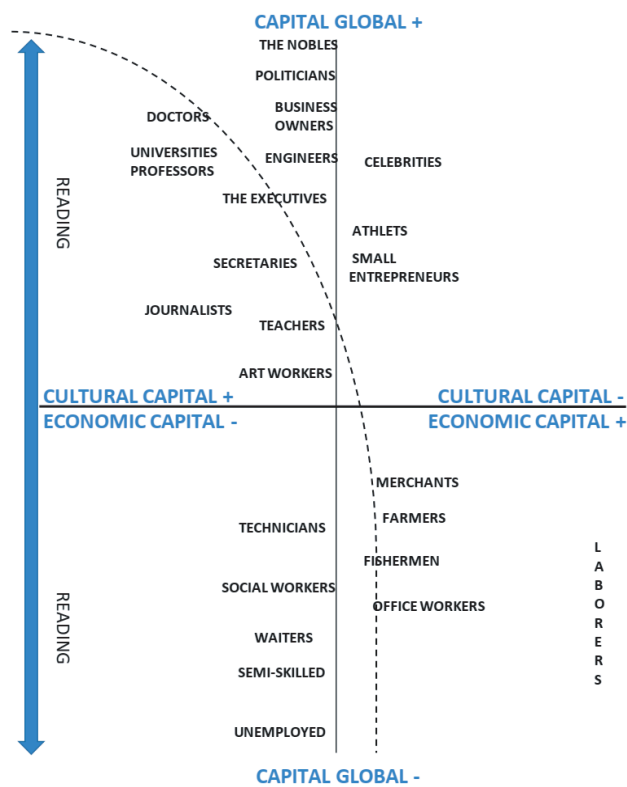 CAPITAL GLOBAL +
THE NOBLES
POLITICIANS
BUSINESS
OWNERS
DOCTORS
UNIVERSITIES
PROFESSORS
ENGINEERS
CELEBRITIES
READING
THE EXECUTIVES
ATHLETS
SECRETARIES
SMALL
ENTREPRENEURS
JOURNALISTS
TEACHERS
ART WORKERS
CULTURAL CAPITAL +
CULTURAL CAPITAL -
ECONOMIC CAPITAL -
ECONOMIC CAPITAL +
MERCHANTS
FARMERS
TECHNICIANS
FISHERMEN
LABORERS
SOCIAL WORKERS
OFFICE WORKERS
READING
WAITERS
SEMI-SKILLED
UNEMPLOYED
CAPITAL GLOBAL -